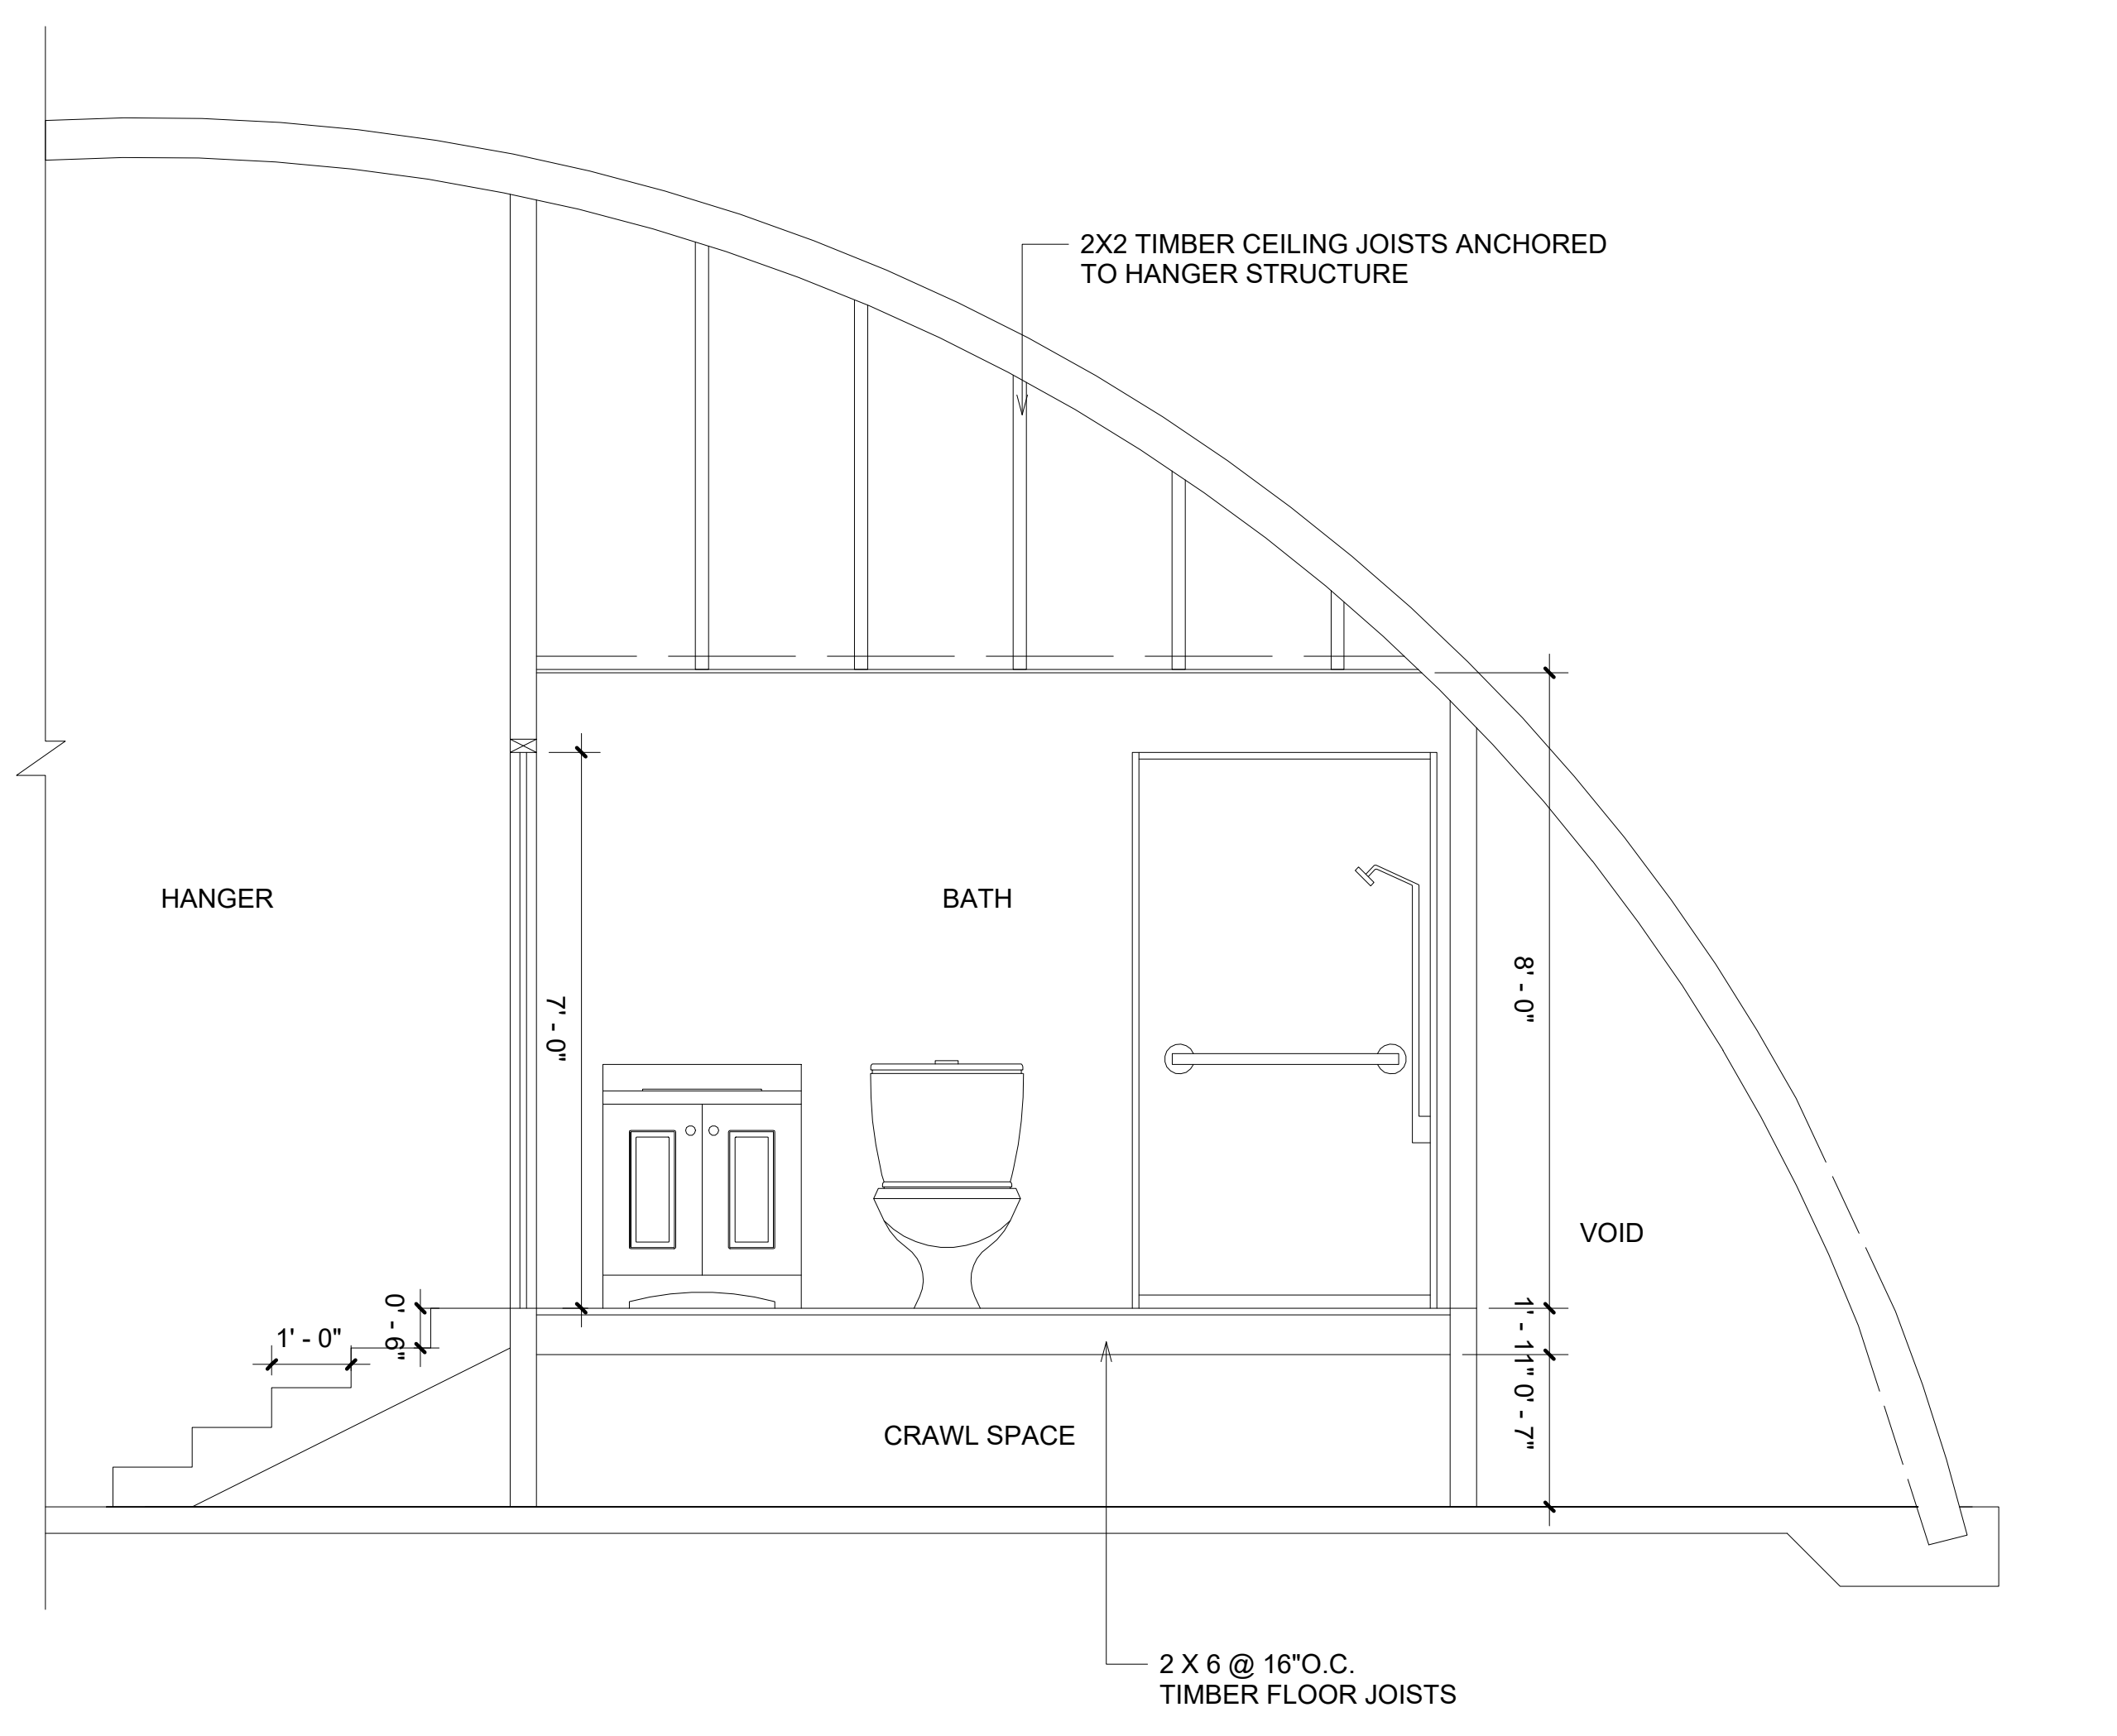 2X2 TIMBER CEILING JOISTS ANCHORED
TO HANGER STRUCTURE
HANGER
BATH
8' - 0"
7' - 0"
VOID
0' - 6"
1' - 0"
1' - 11"
0' - 7"
CRAWL SPACE
2 X 6 @ 16"O.C.
TIMBER FLOOR JOISTS